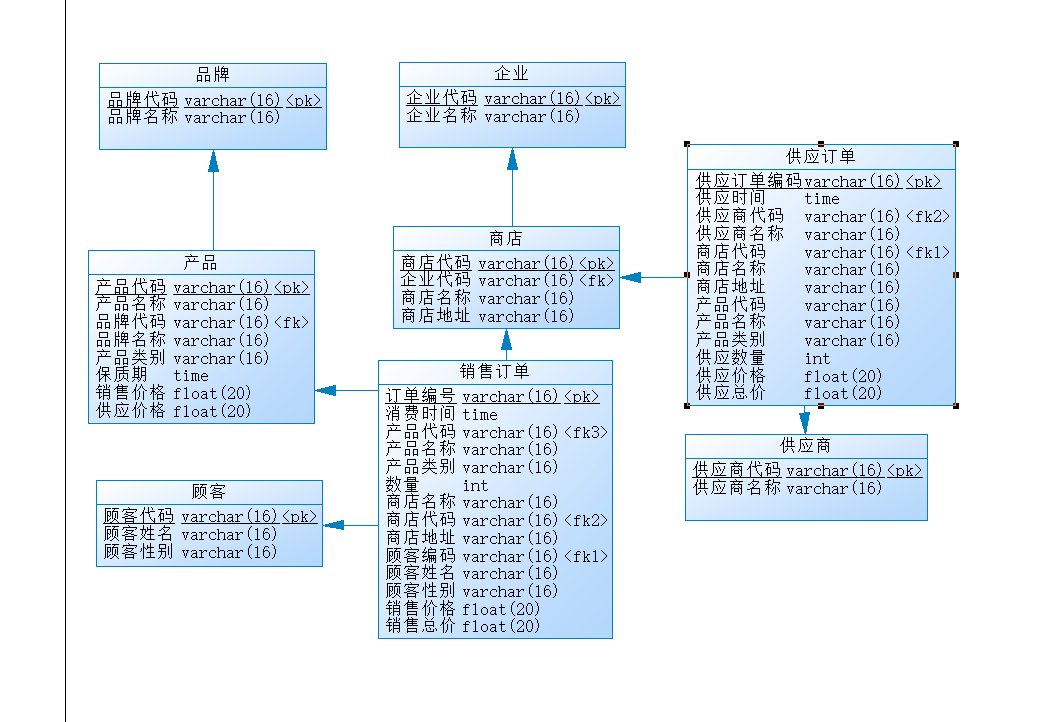 品牌
品牌代码 varchar(16) <pk>
品牌名称 varchar(16)
企业
企业代码 varchar(16) <pk>
企业名称 varchar(16)
供应订单
供应订单编码 varchar(16) <pk>
供应时间 time
供应商代码 varchar(16) <fk2>
供应商名称 varchar(16)
商店代码 varchar(16) <fk1>
商店名称 varchar(16)
商店地址 varchar(16)
产品代码 varchar(16)
产品名称 varchar(16)
产品类别 varchar(16)
供应数量 int
供应价格 float(20)
供应总价 float(20)
商店
商店代码 varchar(16) <pk>
企业代码 varchar(16) <fk>
商店名称 varchar(16)
商店地址 varchar(16)
产品
产品代码 varchar(16) <pk>
产品名称 varchar(16)
品牌代码 varchar(16) <fk>
品牌名称 varchar(16)
产品类别 varchar(16)
保质期 time
销售价格 float(20)
供应价格 float(20)
销售订单
订单编号 varchar(16) <pk>
消费时间 time
产品代码 varchar(16) <fk3>
产品名称 varchar(16)
产品类别 varchar(16)
数量 int
商店名称 varchar(16)
商店代码 varchar(16) <fk2>
商店地址 varchar(16)
顾客编码 varchar(16) <fk1>
顾客姓名 varchar(16)
顾客性别 varchar(16)
销售价格 float(20)
销售总价 float(20)
供应商
供应商代码 varchar(16) <pk>
供应商名称 varchar(16)
顾客
顾客代码 varchar(16) <pk>
顾客姓名 varchar(16)
顾客性别 varchar(16)